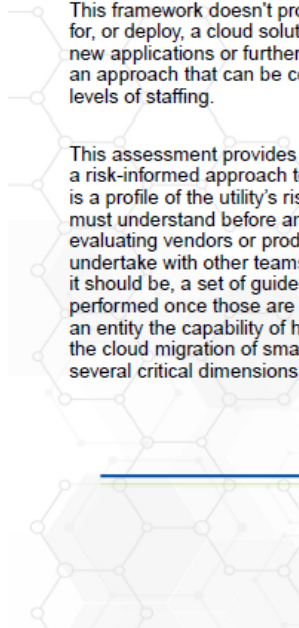 This framework doesn't pro
for, or deploy, a cloud solut
new applications or further
an approach that can be co
levels of staffing.
This assessment provides
a risk-informed approach to
is a profile of the utility's ris
must understand before an
evaluating vendors or prod
undertake with other teams
it should be, a set of guide
performed once those are
an entity the capability of h
the cloud migration of sma
several critical dimensions